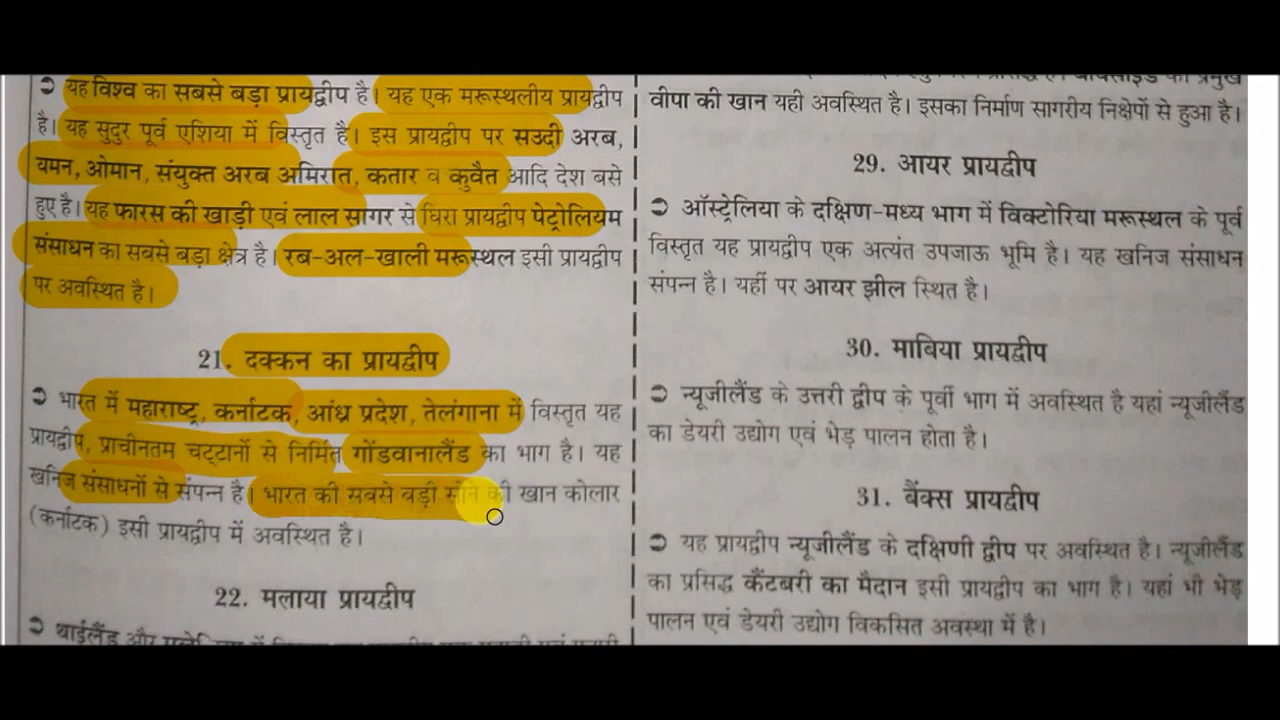 ➲ यह विश्व का सबसे बड़ा प्रायद्वीप है। यह एक मरूस्थलीय प्रायद्वीप
है। यह सुदुर पूर्व एशिया में विस्तृत है। इस प्रायद्वीप पर सउदी अरब,
यमन, ओमान, संयुक्त अरब अमिरात, कतार व कुवैत आदि देश बसे
हुए है। यह फारस की खाड़ी एवं लाल सागर से घिरा प्रायद्वीप पेट्रोलियम
संसाधन का सबसे बड़ा क्षेत्र है। रब-अल-खाली मरूस्थल इसी प्रायद्वीप
पर अवस्थित है।
21. दक्कन का प्रायद्वीप
➲ भारत में महाराष्ट्र, कर्नाटक, आंध्र प्रदेश, तेलंगाना में विस्तृत यह
प्रायद्वीप, प्राचीनतम चट्टानों से निर्मित गोंडवानालैंड का भाग है। यह
खनिज संसाधनों से संपन्न है। भारत की सबसे बड़ी सोने की खान कोलार
(कर्नाटक) इसी प्रायद्वीप में अवस्थित है।
22. मलाया प्रायद्वीप
➲ थाईलैंड और
प्रमुख
वीपा की खान यही अवस्थित है। इसका निर्माण सागरीय निक्षेपों से हुआ है।
29. आयर प्रायद्वीप
➲ ऑस्ट्रेलिया के दक्षिण-मध्य भाग में विक्टोरिया मरूस्थल के पूर्व
विस्तृत यह प्रायद्वीप एक अत्यंत उपजाऊ भूमि है। यह खनिज संसाधन
संपन्न है। यहीं पर आयर झील स्थित है।
30. माबिया प्रायद्वीप
➲ न्यूजीलैंड के उत्तरी द्वीप के पूर्वी भाग में अवस्थित है यहां न्यूजीलैंड
का डेयरी उद्योग एवं भेड़ पालन होता है।
31. बैंक्स प्रायद्वीप
➲ यह प्रायद्वीप न्यूजीलैंड के दक्षिणी द्वीप पर अवस्थित है। न्यूजीलैंड
का प्रसिद्ध कैंटबरी का मैदान इसी प्रायद्वीप का भाग है। यहां भी भेड़
पालन एवं डेयरी उद्योग विकसित अवस्था में है।